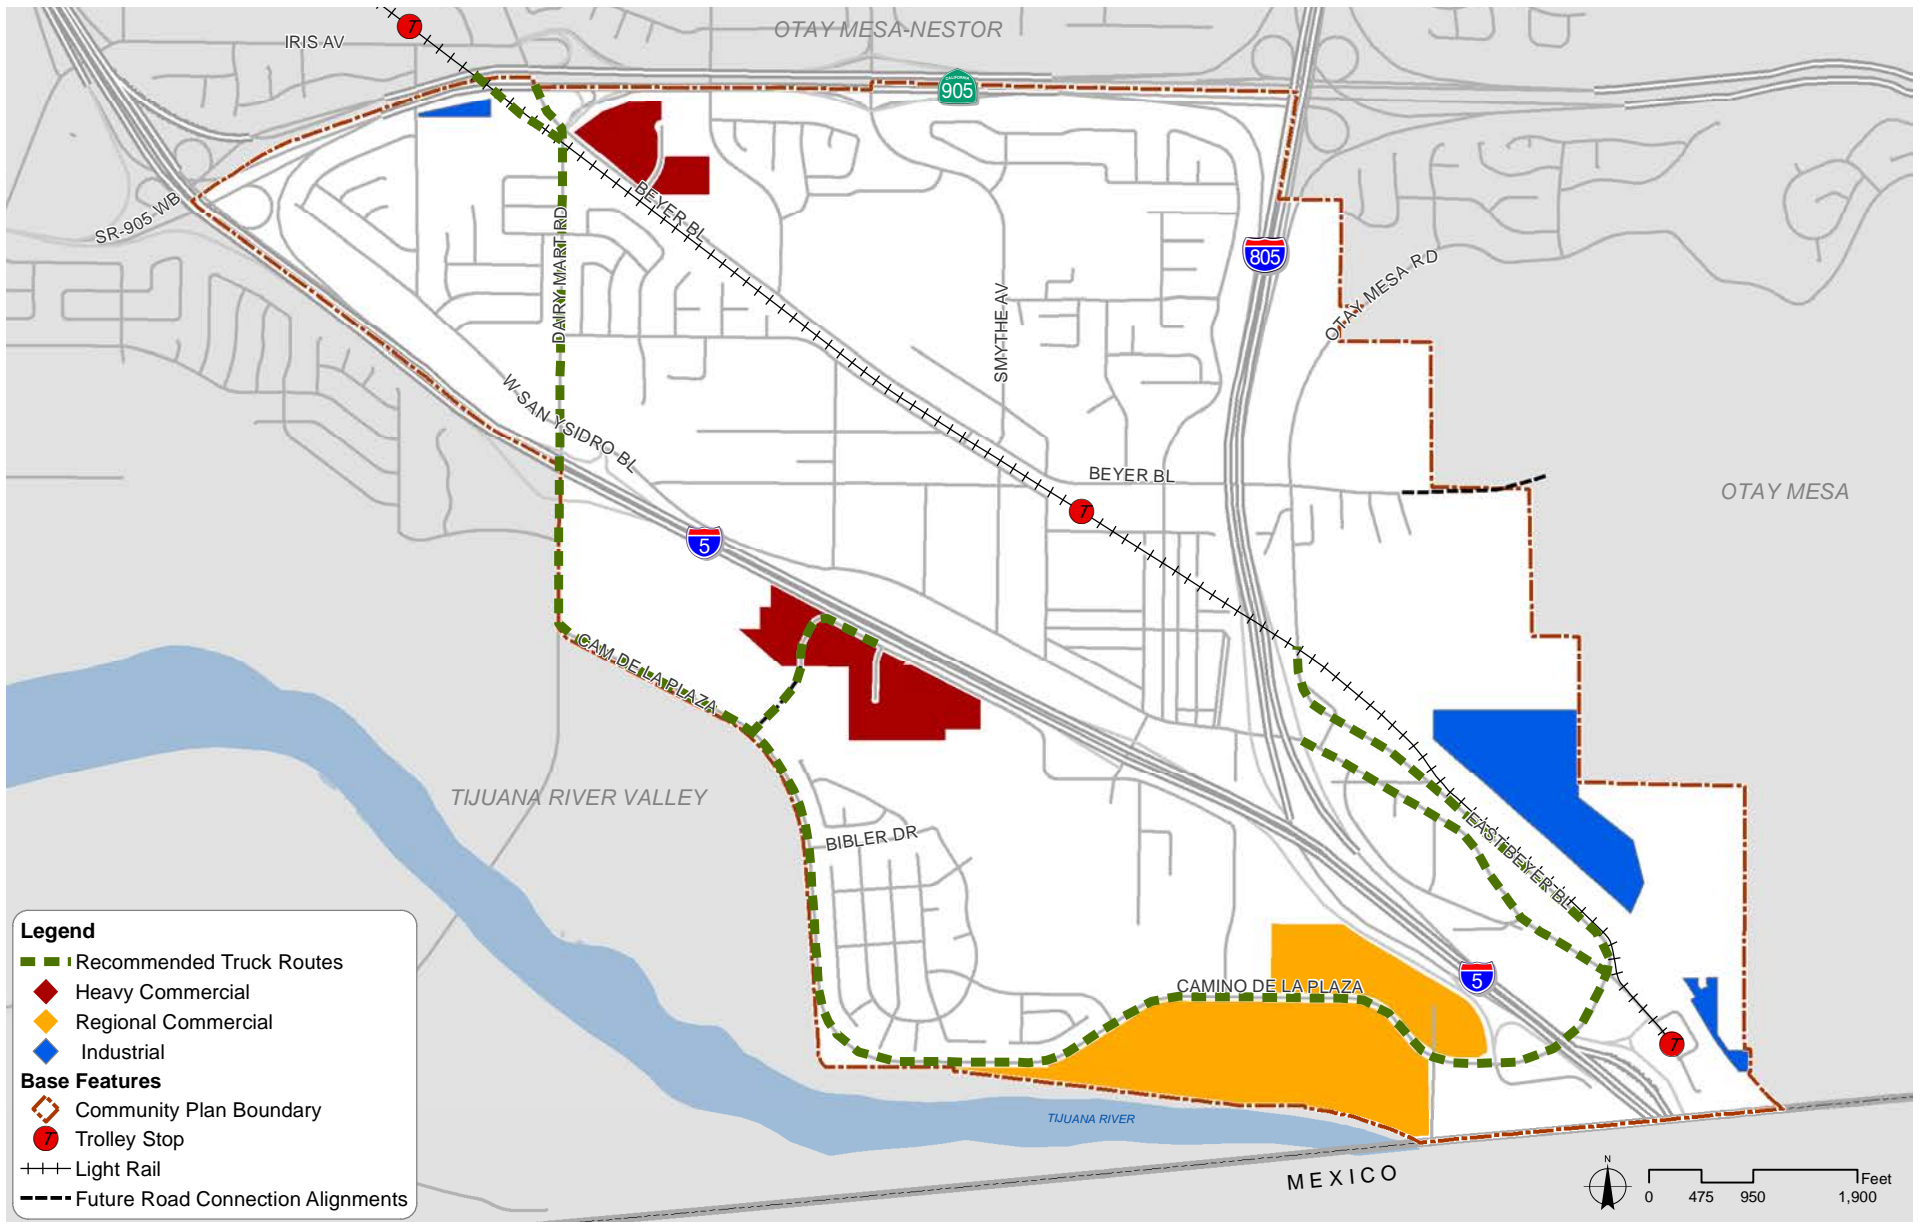 OTAY MESA-NESTOR
IRIS AV
CALIFORNIA
905
SR-905 WB
BEYER BL
DAIRY MART RD
805
OTAY MESA RD
SMYTHE AV
W SAN YSIDRO BL
BEYER BL
OTAY MESA
T
5
CAM DE LA PLAZA
TIJUANA RIVER VALLEY
BIBLER DR
EAST BEYER BL
CAMINO DE LA PLAZA
5
T
TIJUANA RIVER
MEXICO
Legend
Recommended Truck Routes
Heavy Commercial
Regional Commercial
Industrial
Base Features
Community Plan Boundary
T Trolley Stop
Light Rail
Future Road Connection Alignments
N
Feet
0 475 950 1,900
T